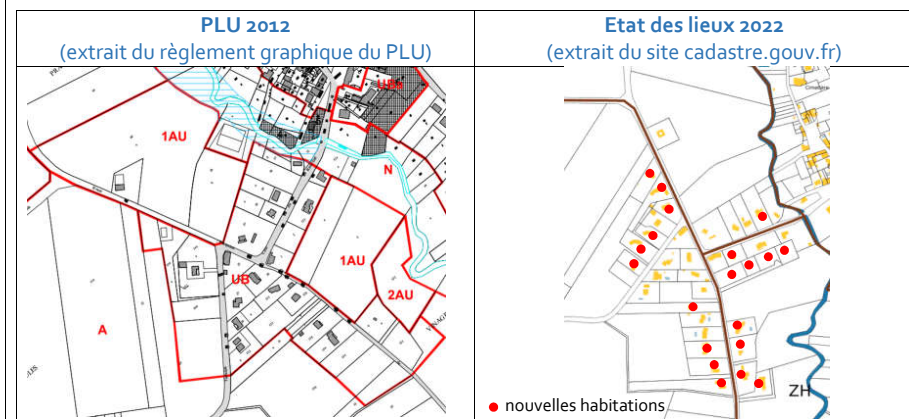 PLU 2012
(extrait du règlement graphique du PLU)
Etat des lieux 2022
(extrait du site cadastre.gouv.fr)
UBa
1AU
N
1AU
2AU
UB
A
ZH
nouvelles habitations